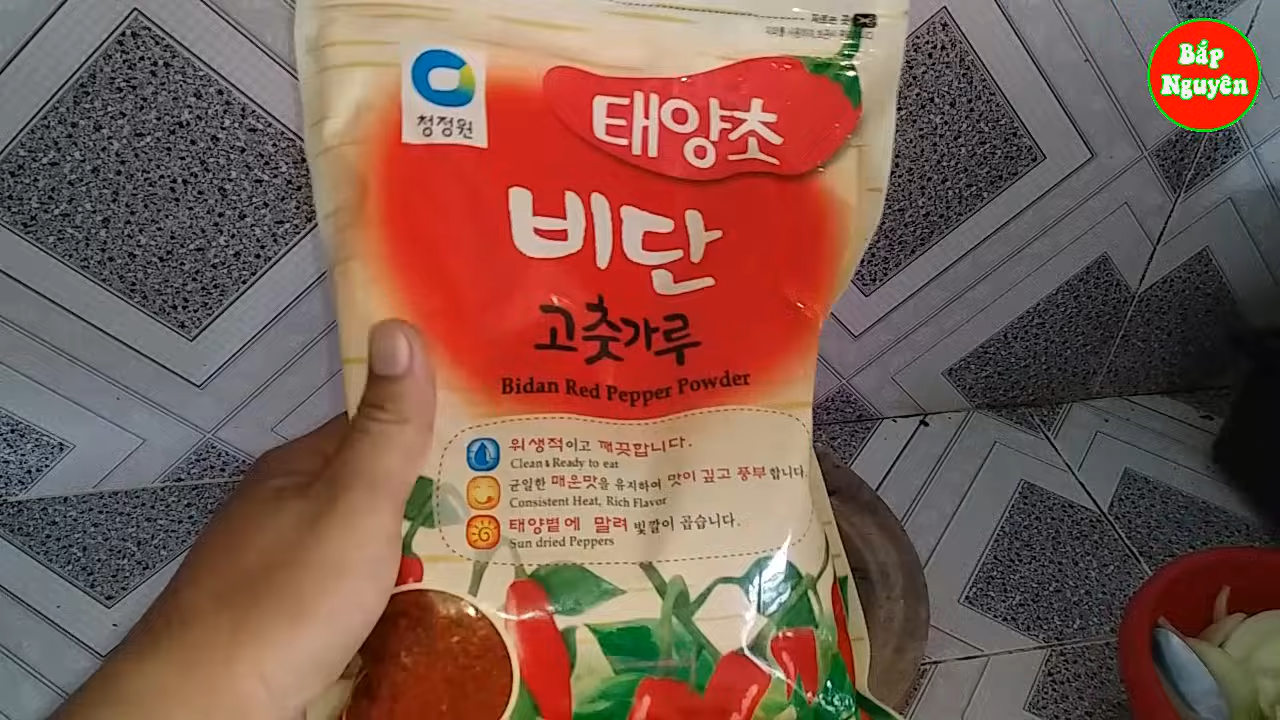 청정원
태양초
비단
고춧가루
Bidan Red Pepper Powder
위생적이고 깨끗합니다.
Clean & Ready to eat
균일한 매운맛을 유지하여 맛이 깊고 풍부합니다.
Consistent Heat, Rich Flavor
태양볕에 말려 빛깔이 곱습니다.
Sun dried Peppers
Bắp
Nguyên